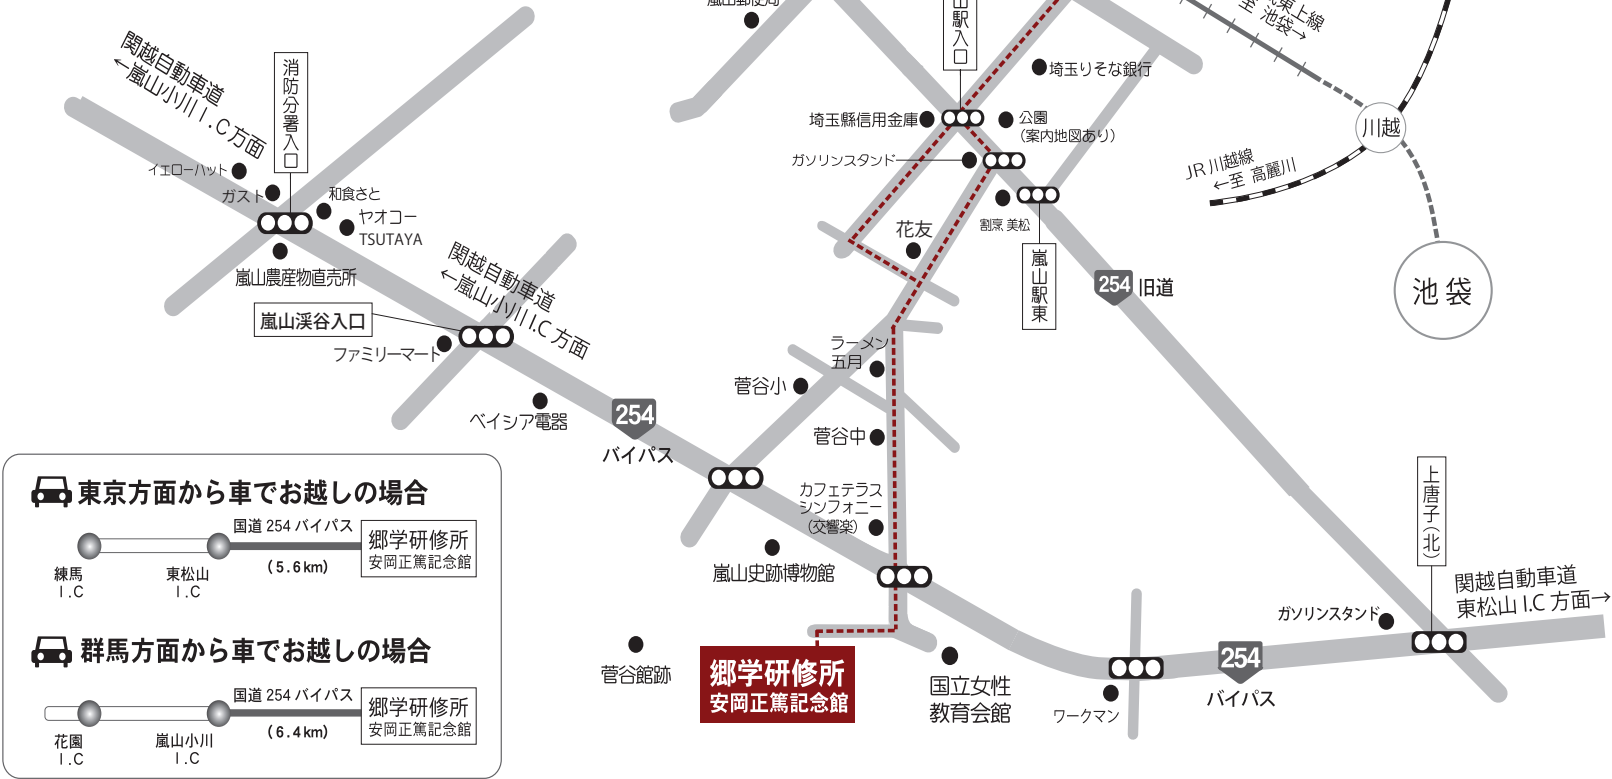 東上線
至 池袋→
山駅入口
関越自動車道
←嵐山小川 I.C 方面
消防分署入口
埼玉りそな銀行
埼玉縣信用金庫
公園
(案内地図あり)
川越
ガソリンスタンド
JR 川越線
←至 高麗川
イエローハット
ガスト
和食さと
ヤオコー
TSUTAYA
割烹 美松
花友
嵐山農産物直売所
関越自動車道
←嵐山小川 I.C 方面
嵐山駅東
254 旧道
池袋
嵐山渓谷入口
ファミリーマート
ラーメン
五月
菅谷小
ベイシア電器
254
バイパス
菅谷中
カフェテラス
シンフォニー
(交響楽)
上唐子(北)
嵐山史跡博物館
関越自動車道
東松山 I.C 方面→
ガソリンスタンド
菅谷館跡
郷学研修所
安岡正篤記念館
国立女性
教育会館
254
バイパス
ワークマン
東京方面から車でお越しの場合
国道 254 バイパス
(5.6km)
郷学研修所
安岡正篤記念館
練馬
I.C
東松山
I.C
群馬方面から車でお越しの場合
国道 254 バイパス
(6.4km)
郷学研修所
安岡正篤記念館
花園
I.C
嵐山小川
I.C